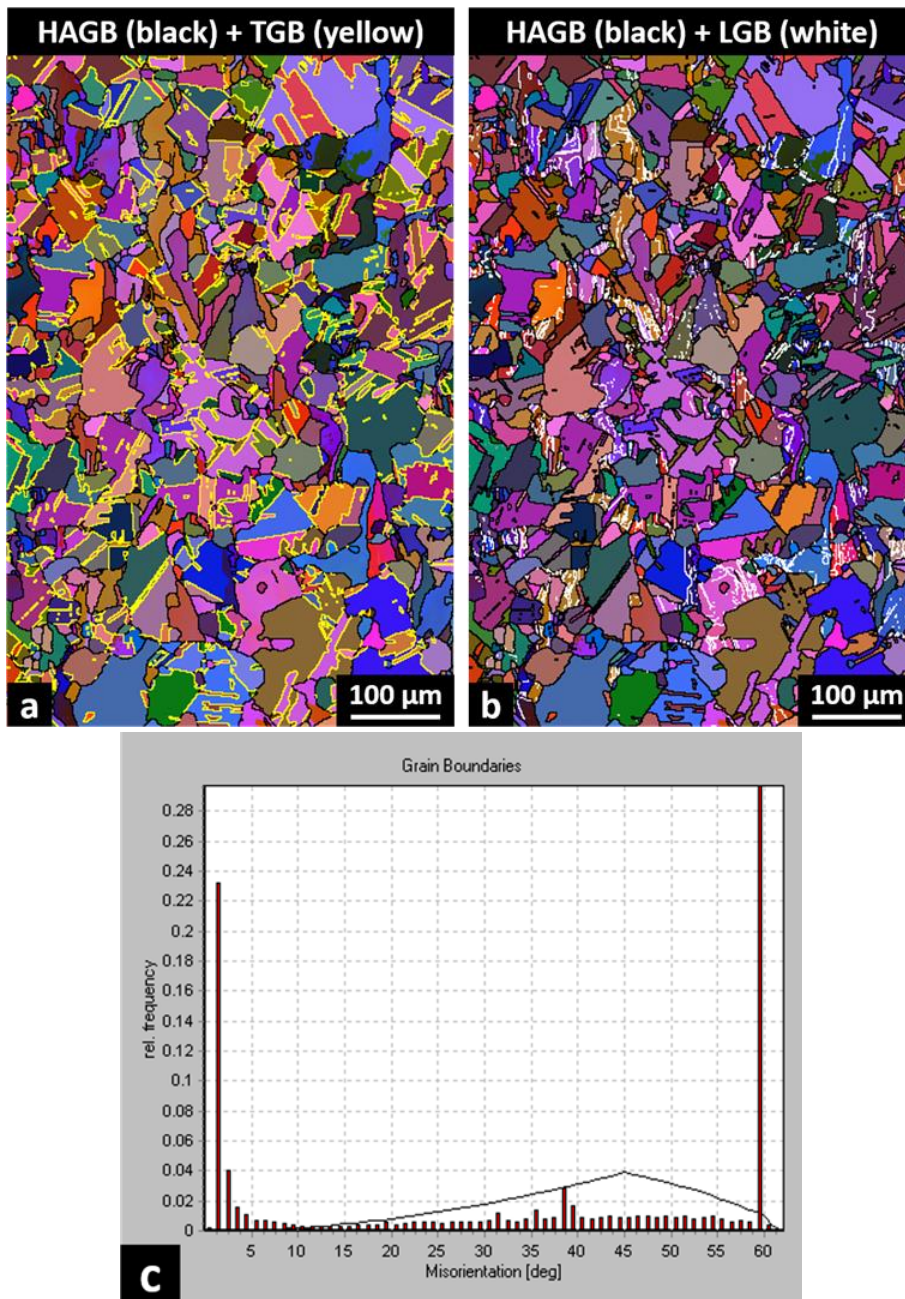 HAGB (black) + TGB (yellow)
HAGB (black) + LGB (white)
a
100 µm
b
100 µm
Grain Boundaries
rel. frequency
0.28
0.26
0.24
0.22
0.2
0.18
0.16
0.14
0.12
0.1
0.08
0.06
0.04
0.02
0
5
10
15
20
25
30
35
40
45
50
55
60
Misorientation [deg]
c